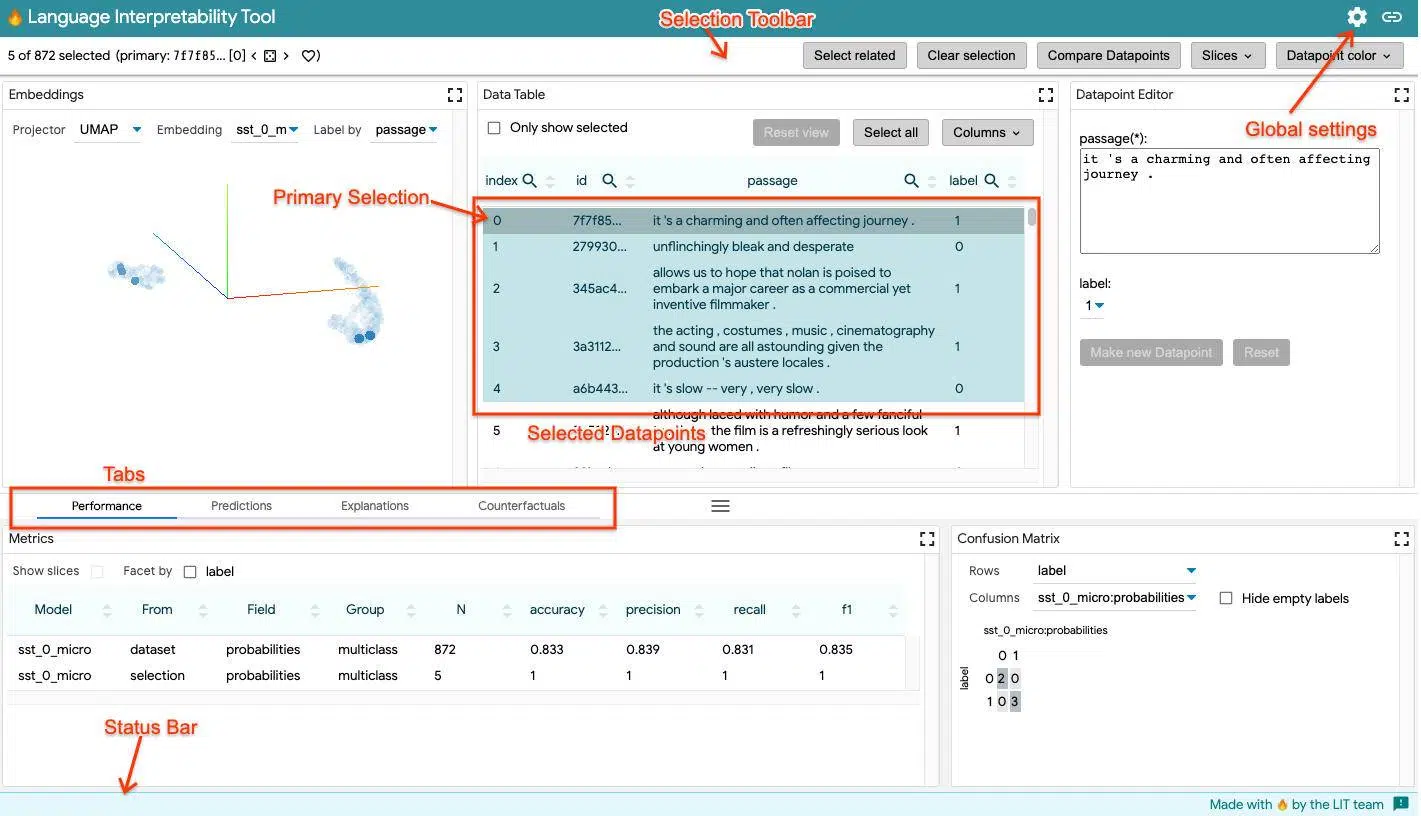 Language Interpretability Tool
Selection Toolbar
5 of 872 selected (primary: 7f7f85... [0] < > )
Select related Clear selection Compare Datapoints Slices Datapoint color
Embeddings
Projector UMAP Embedding sst_0_m Label by passage
Data Table
Only show selected Reset view Select all Columns
index id passage label
Primary Selection
0 7f7f85... it 's a charming and often affecting journey . 1
1 279930... unflinchingly bleak and desperate 0
allows us to hope that nolan is poised to
2 345ac4... embark a major career as a commercial yet 1
inventive filmmaker .
the acting , costumes , music , cinematography
3 3a3112... and sound are all astounding given the 1
production 's austere locales .
4 a6b443... it 's slow -- very , very slow . 0
although laced with humor and a few fanciful
5 the film is a refreshingly serious look 1
at young women .
Selected Datapoints
Datapoint Editor
Global settings
passage(*):
it 's a charming and often affecting
journey .
label:
1
Make new Datapoint Reset
Tabs
Performance Predictions Explanations Counterfactuals
Metrics
Show slices Facet by label
Model From Field Group N accuracy precision recall f1
sst_0_micro dataset probabilities multiclass 872 0.833 0.839 0.831 0.835
sst_0_micro selection probabilities multiclass 5 1 1 1 1
Confusion Matrix
Rows label
Columns sst_0_micro:probabilities Hide empty labels
sst_0_micro:probabilities
0 1
label
0 2 0
1 0 3
Status Bar
Made with 🔥 by the LIT team